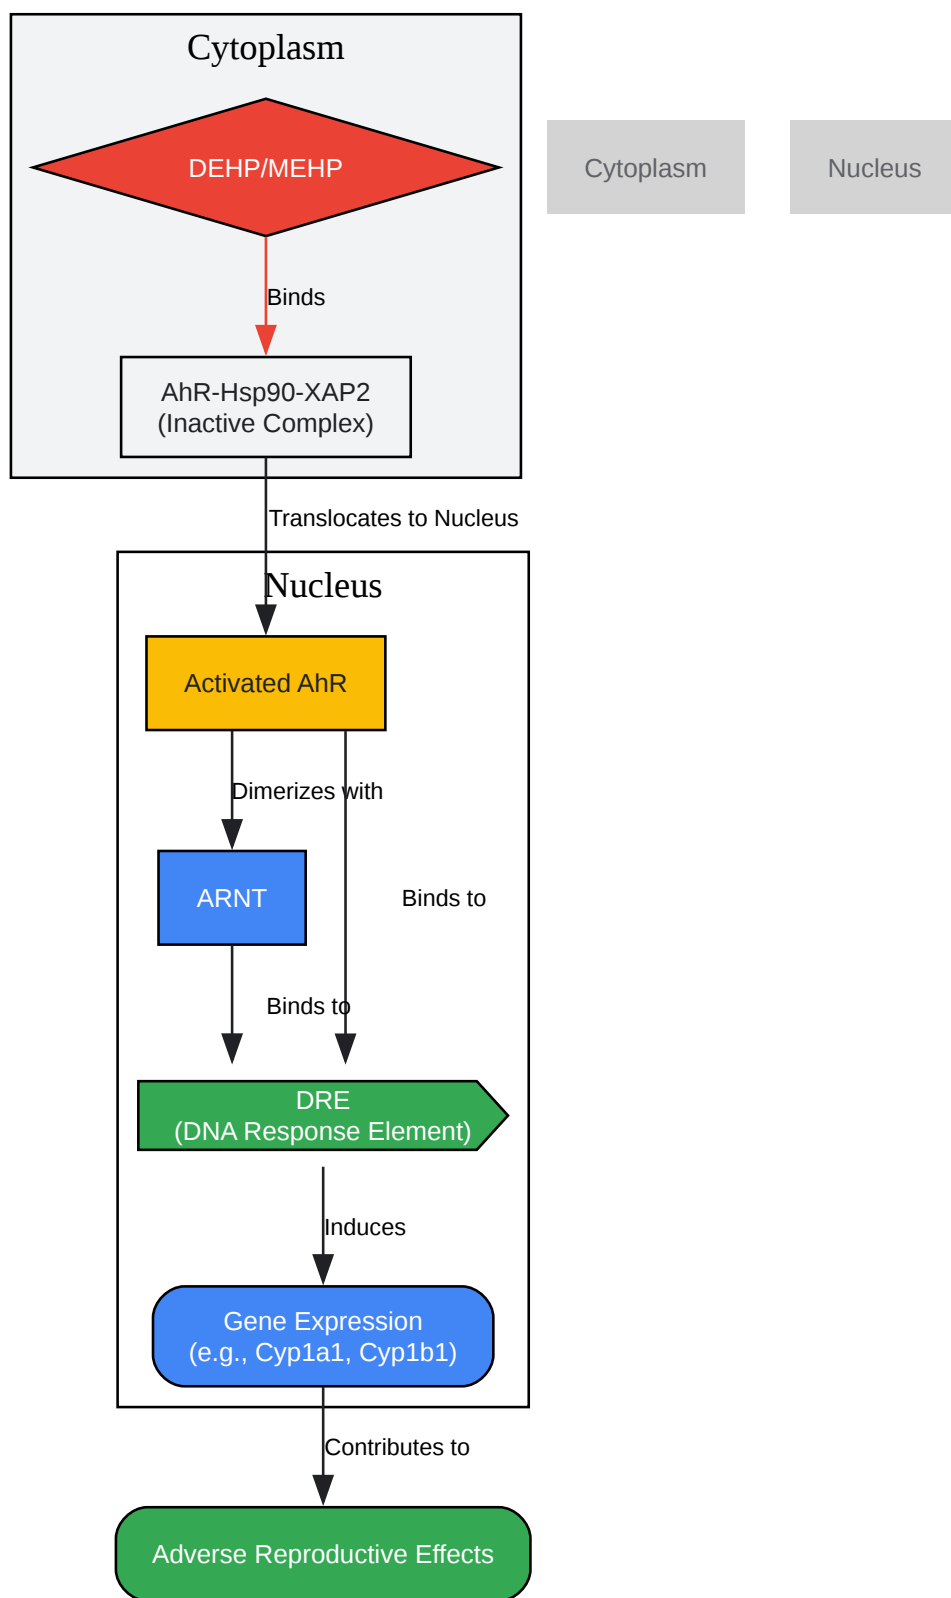 Cytoplasm
DEHP/MEHP
Cytoplasm
Nucleus
Binds
AhR-Hsp90-XAP2
(Inactive Complex)
Translocates to Nucleus
Nucleus
Activated AhR
Dimerizes with
ARNT
Binds to
Binds to
DRE
(DNA Response Element)
Induces
Gene Expression
(e.g., Cyp1a1, Cyp1b1)
Contributes to
Adverse Reproductive Effects